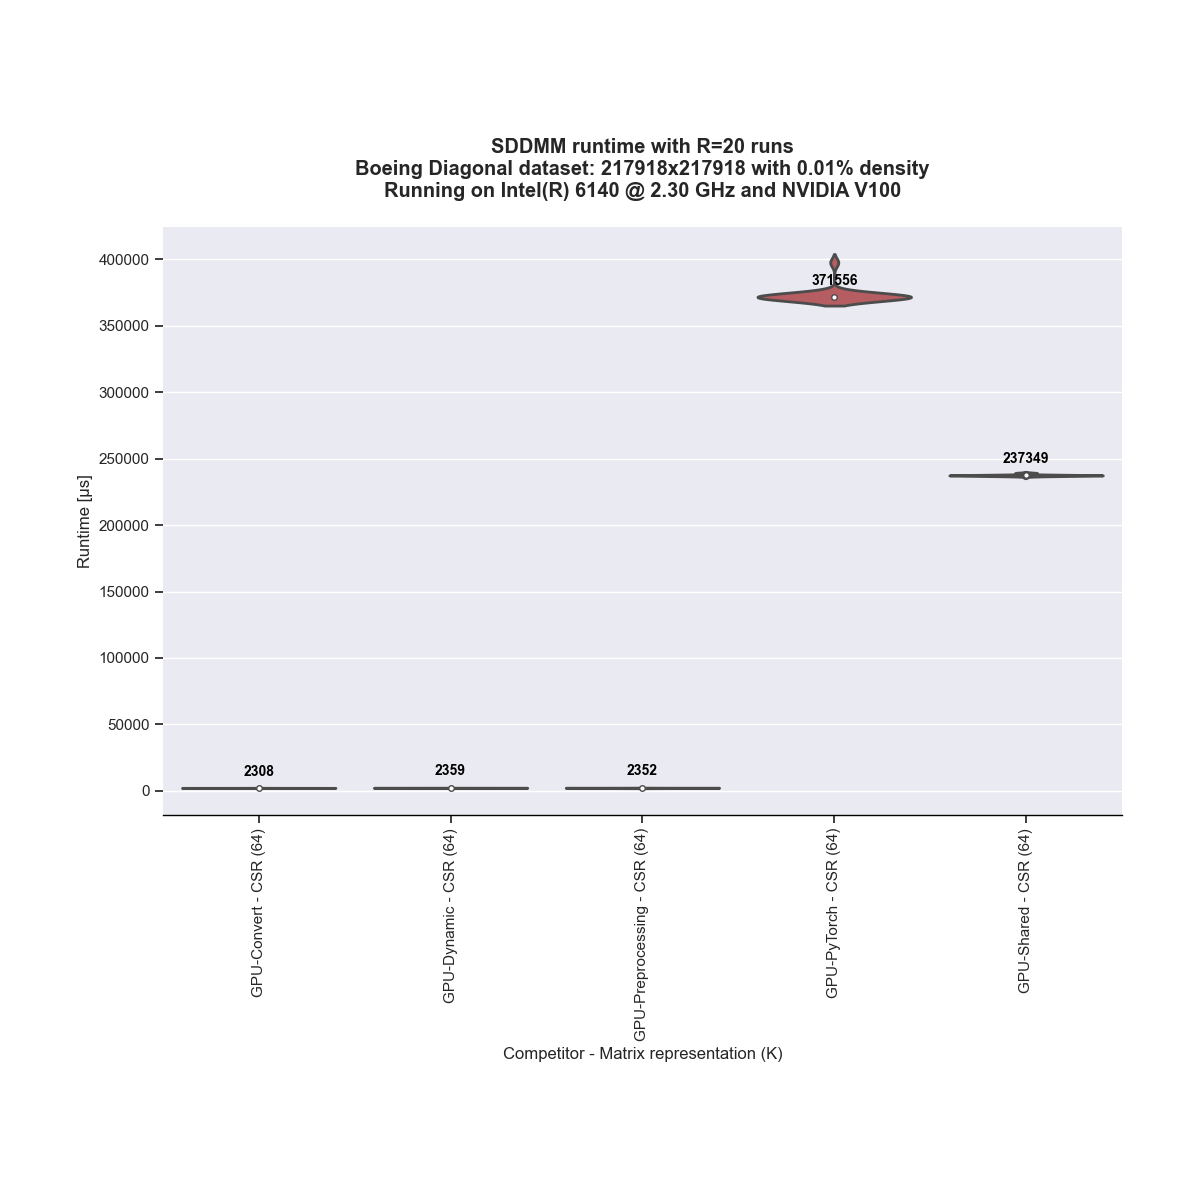 SDDMM runtime with R=20 runs
Boeing Diagonal dataset: 217918x217918 with 0.01% density
Running on Intel(R) 6140 @ 2.30 GHz and NVIDIA V100
400000
350000
300000
250000
200000
150000
100000
50000
0
Runtime [µs]
2308
2359
2352
371556
237349
GPU-Convert - CSR (64)
GPU-Dynamic - CSR (64)
GPU-Preprocessing - CSR (64)
GPU-PyTorch - CSR (64)
GPU-Shared - CSR (64)
Competitor - Matrix representation (K)